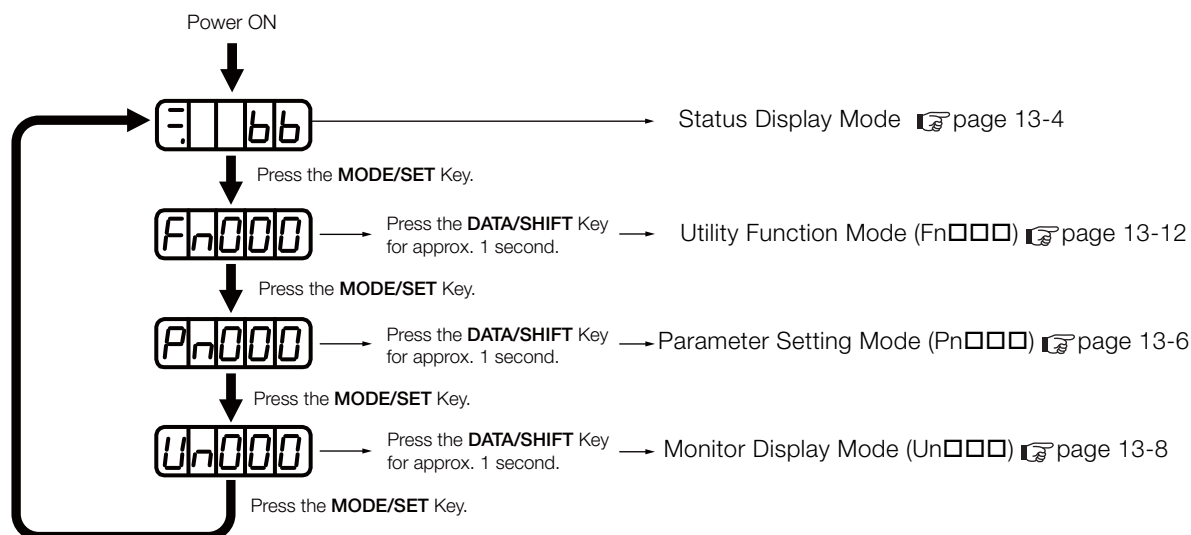 Power ON
bb
Status Display Mode page 13-4
Press the MODE/SET Key.
Fn000
Press the DATA/SHIFT Key
for approx. 1 second.
Utility Function Mode (Fn□□□) page 13-12
Press the MODE/SET Key.
Pn000
Press the DATA/SHIFT Key
for approx. 1 second.
Parameter Setting Mode (Pn□□□) page 13-6
Press the MODE/SET Key.
Un000
Press the DATA/SHIFT Key
for approx. 1 second.
Monitor Display Mode (Un□□□) page 13-8
Press the MODE/SET Key.